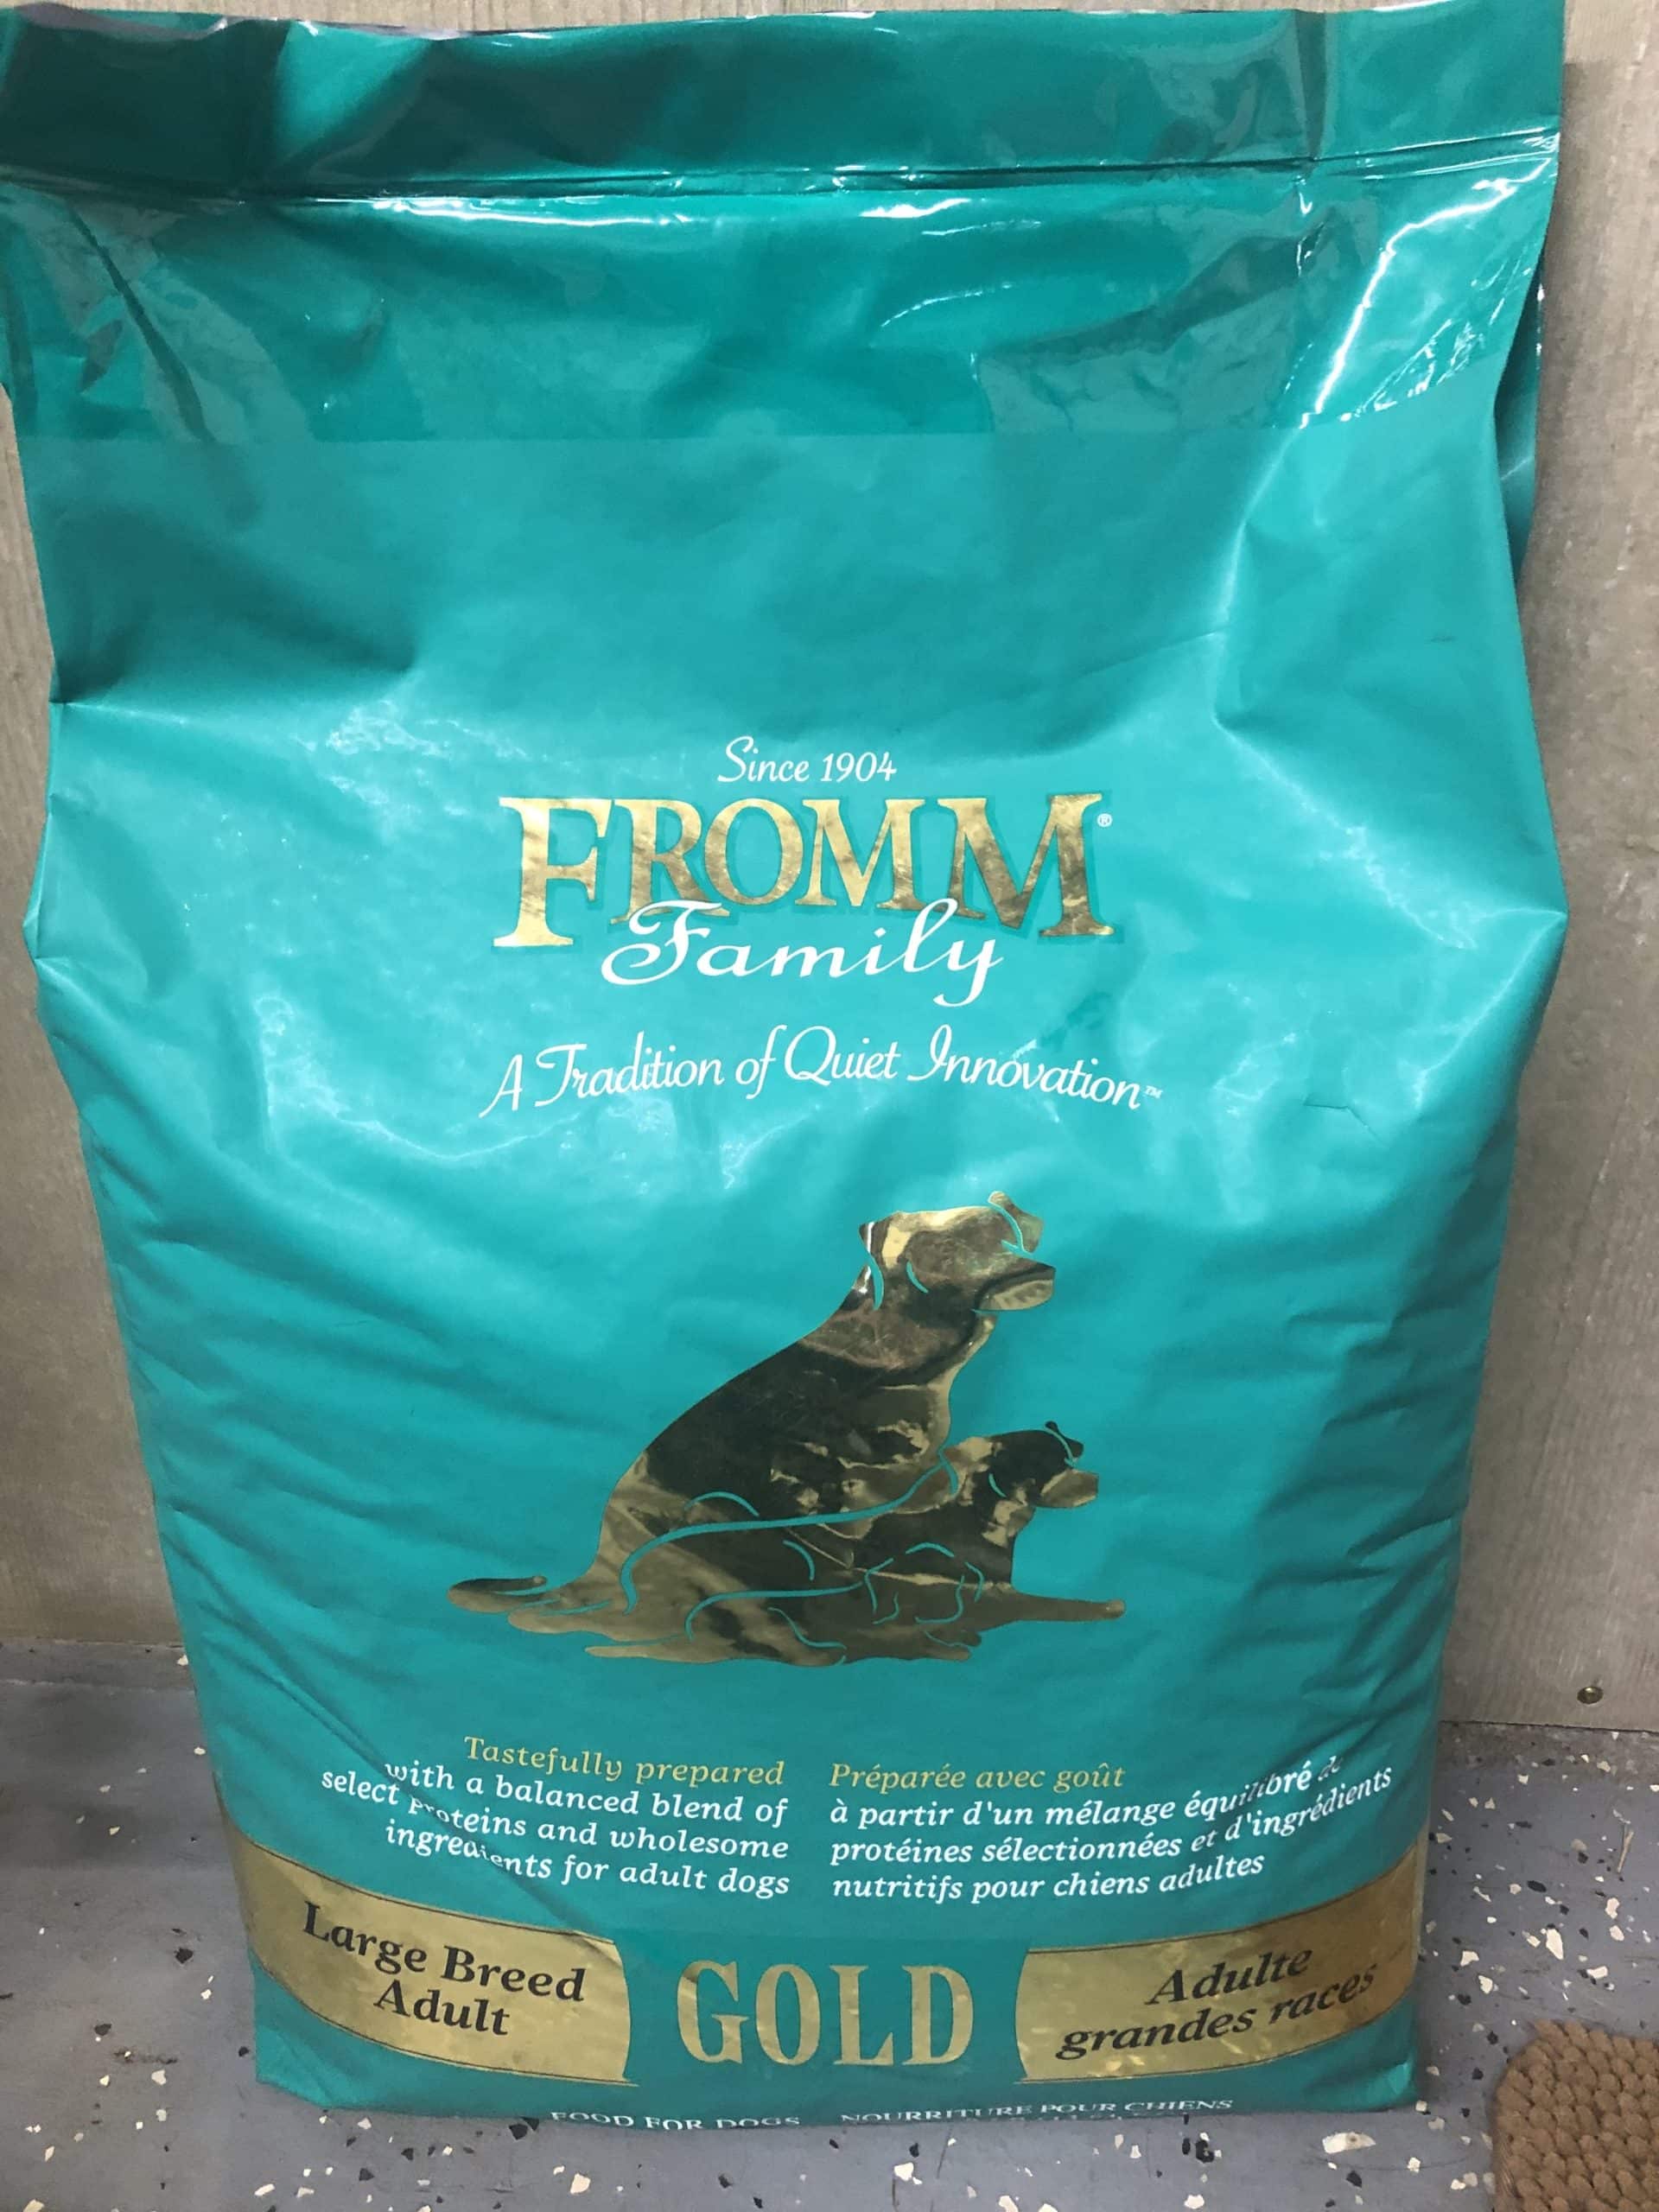 Since 1904
FROMM®
Family
A Tradition of Quiet Innovation™
Tastefully prepared
with a balanced blend of
select proteins and wholesome
ingredients for adult dogs
Préparée avec goût
à partir d'un mélange équilibré de
protéines sélectionnées et d'ingrédients
nutritifs pour chiens adultes
Large Breed
Adult
GOLD
Adulte
grandes races
FOOD FOR DOGS
NOURRITURE POUR CHIENS